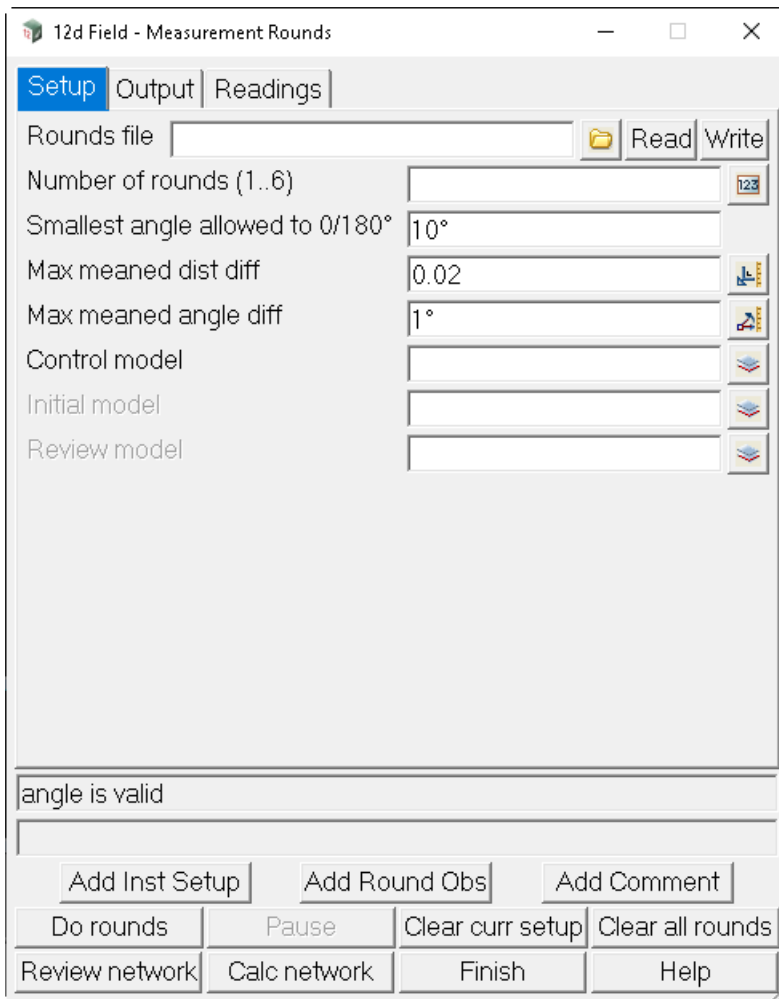 12d Field - Measurement Rounds
Setup Output Readings
Rounds file Read Write
Number of rounds (1..6) 123
Smallest angle allowed to 0/180° 10°
Max meaned dist diff 0.02
Max meaned angle diff 1°
Control model
Initial model
Review model
angle is valid
Add Inst Setup Add Round Obs Add Comment
Do rounds Pause Clear curr setup Clear all rounds
Review network Calc network Finish Help